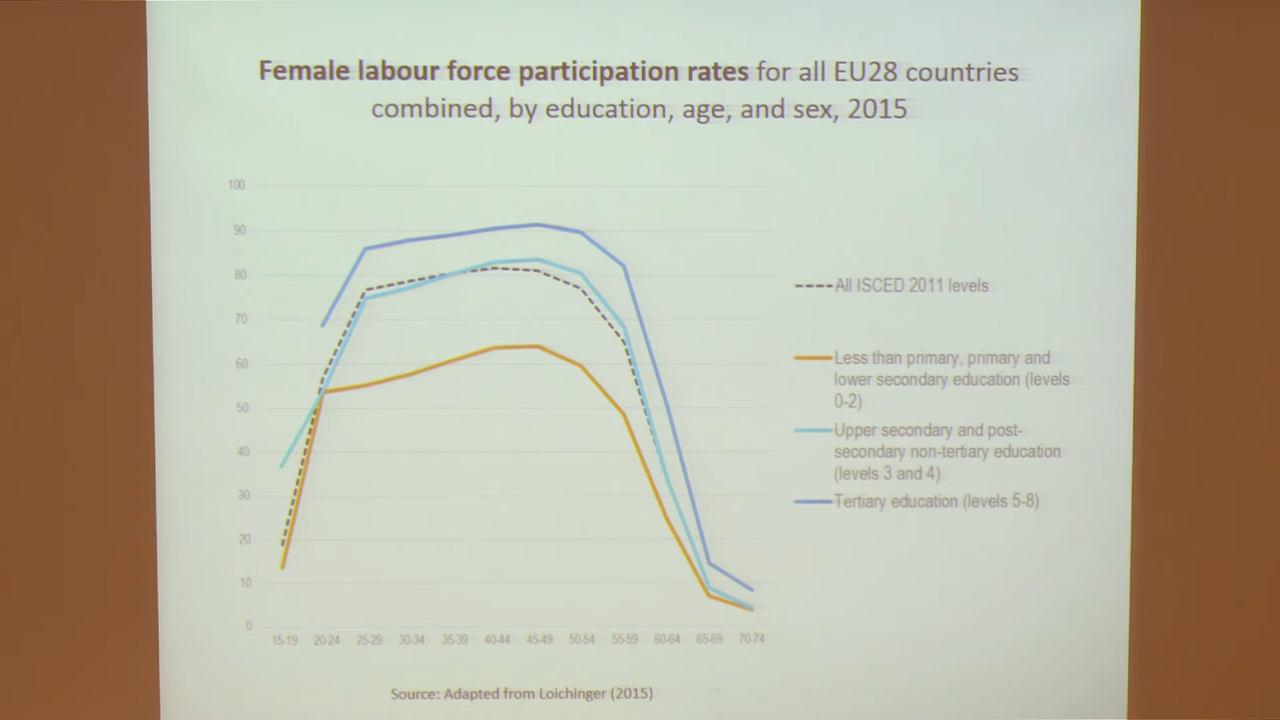 Female labour force participation rates for all EU28 countries
combined, by education, age, and sex, 2015
100
90
80
70
60
50
40
30
20
10
0
15-19 20-24 25-29 30-34 35-39 40-44 45-49 50-54 55-59 60-64 65-69 70-74
All ISCED 2011 levels
Less than primary, primary and
lower secondary education (levels
0-2)
Upper secondary and post-
secondary non-tertiary education
(levels 3 and 4)
Tertiary education (levels 5-8)
Source: Adapted from Loichinger (2015)